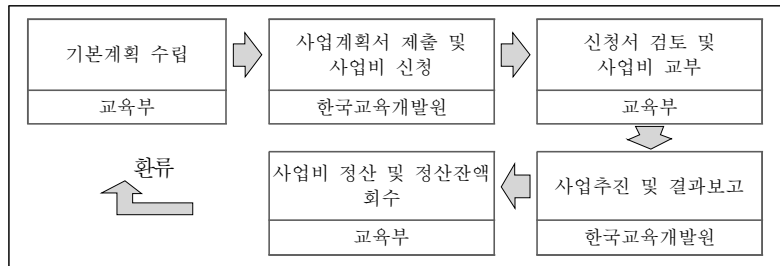 기본계획 수립
교육부
사업계획서 제출 및
사업비 신청
한국교육개발원
신청서 검토 및
사업비 교부
교육부
사업추진 및 결과보고
한국교육개발원
사업비 정산 및 정산잔액
회수
교육부
환류